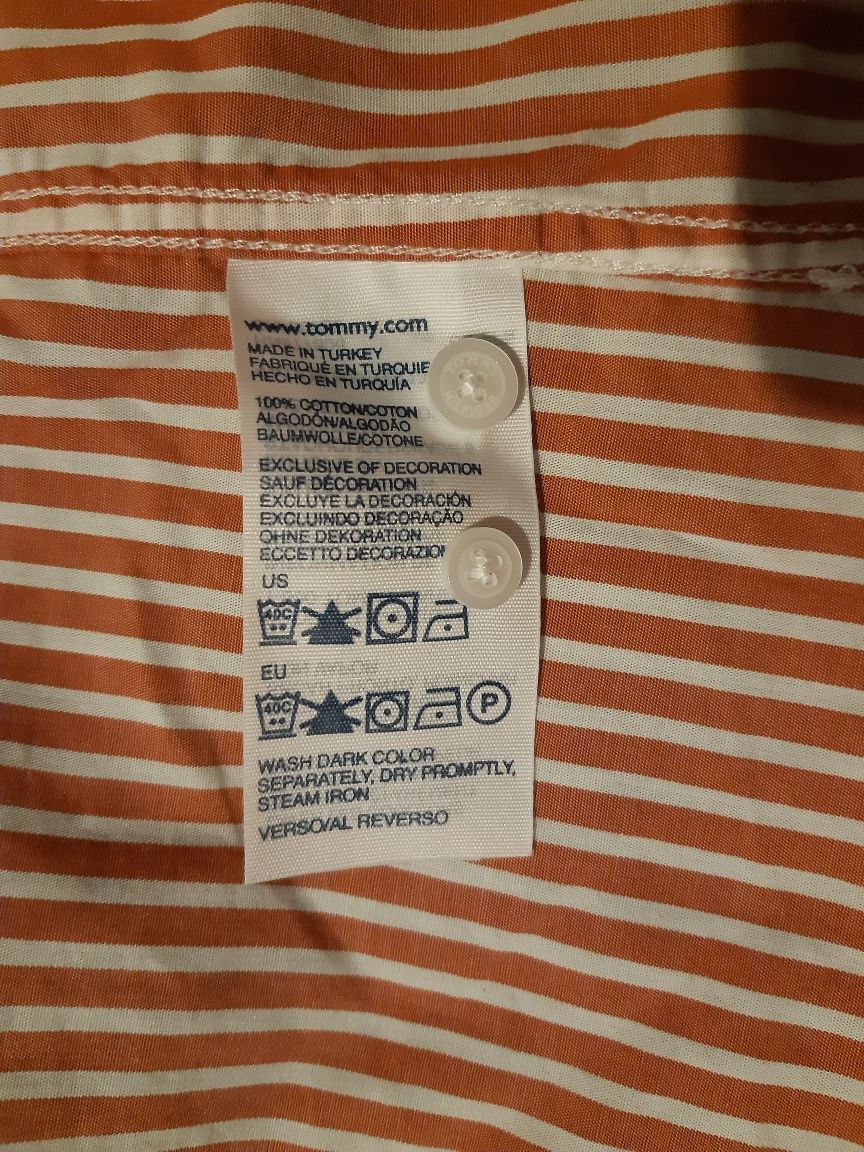 www.tommy.com
MADE IN TURKEY
FABRIQUÉ EN TURQUIE
HECHO EN TURQUÍA
100% COTTON/COTON
ALGODÓN/ALGODÃO
BAUMWOLLE/COTONE
EXCLUSIVE OF DECORATION
SAUF DÉCORATION
EXCLUYE LA DECORACIÓN
EXCLUINDO DECORAÇÃO
OHNE DEKORATION
ECCETTO
US
40C
EU
40C
P
WASH DARK COLOR
SEPARATELY, DRY PROMPTLY,
STEAM IRON
VERSO/AL REVERSO